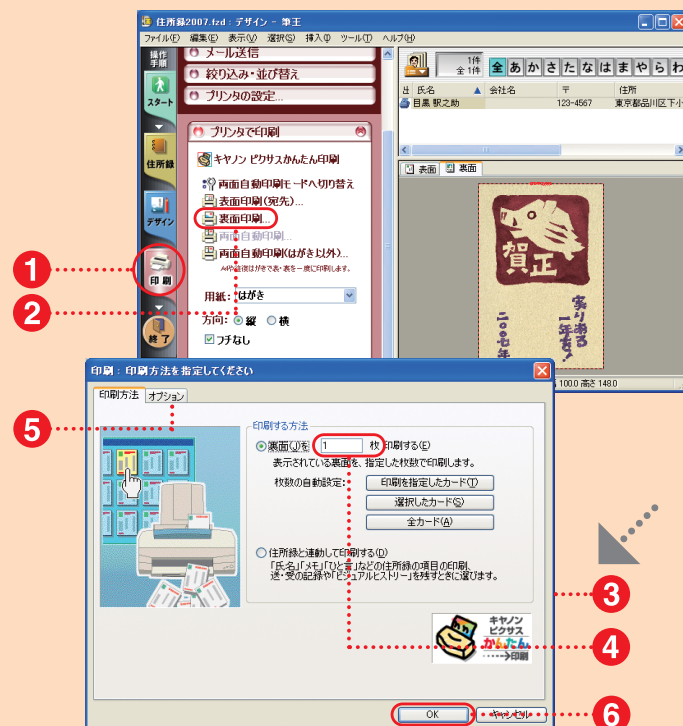 住所録2007.fzd : デザイン - 筆王
ファイル(F) 編集(E) 表示(V) 選択(S) 挿入(I) ツール(T) ヘルプ(H)
操作
手順
スタート
住所録
デザイン
印刷
終了
メール送信
絞り込み・並び替え
プリンタの設定...
プリンタで印刷
キヤノン ピクサスかんたん印刷
両面自動印刷モードへ切り替え
表面印刷(宛先)...
裏面印刷...
両面自動印刷...
両面自動印刷(はがき以外)...
用紙: はがき
方向: 縦 横
フチなし
1件
全 1件
全 あ か さ た な は ま や ら わ
氏名 会社名 〒 住所
目黒 駅之助 123-4567 東京都品川区下小
表面 裏面
賀正
実りある
一年を!
二〇〇七年
100.0 高さ 148.0
1
2
印刷 : 印刷方法を指定してください
印刷方法 オプション
5
印刷する方法
裏面(J)を 1 枚 印刷する(E)
表示されている裏面を、指定した枚数で印刷します。
枚数の自動設定: 印刷を指定したカード(T)
選択したカード(S)
全カード(A)
住所録と連動して印刷する(D)
「氏名」「メモ」「ひと言」などの住所録の項目の印刷、
送・受の記録や「ビジュアルヒストリー」を残すときに選びます。
3
キヤノン
ピクサス
かんたん
印刷
4
OK キャンセル
6